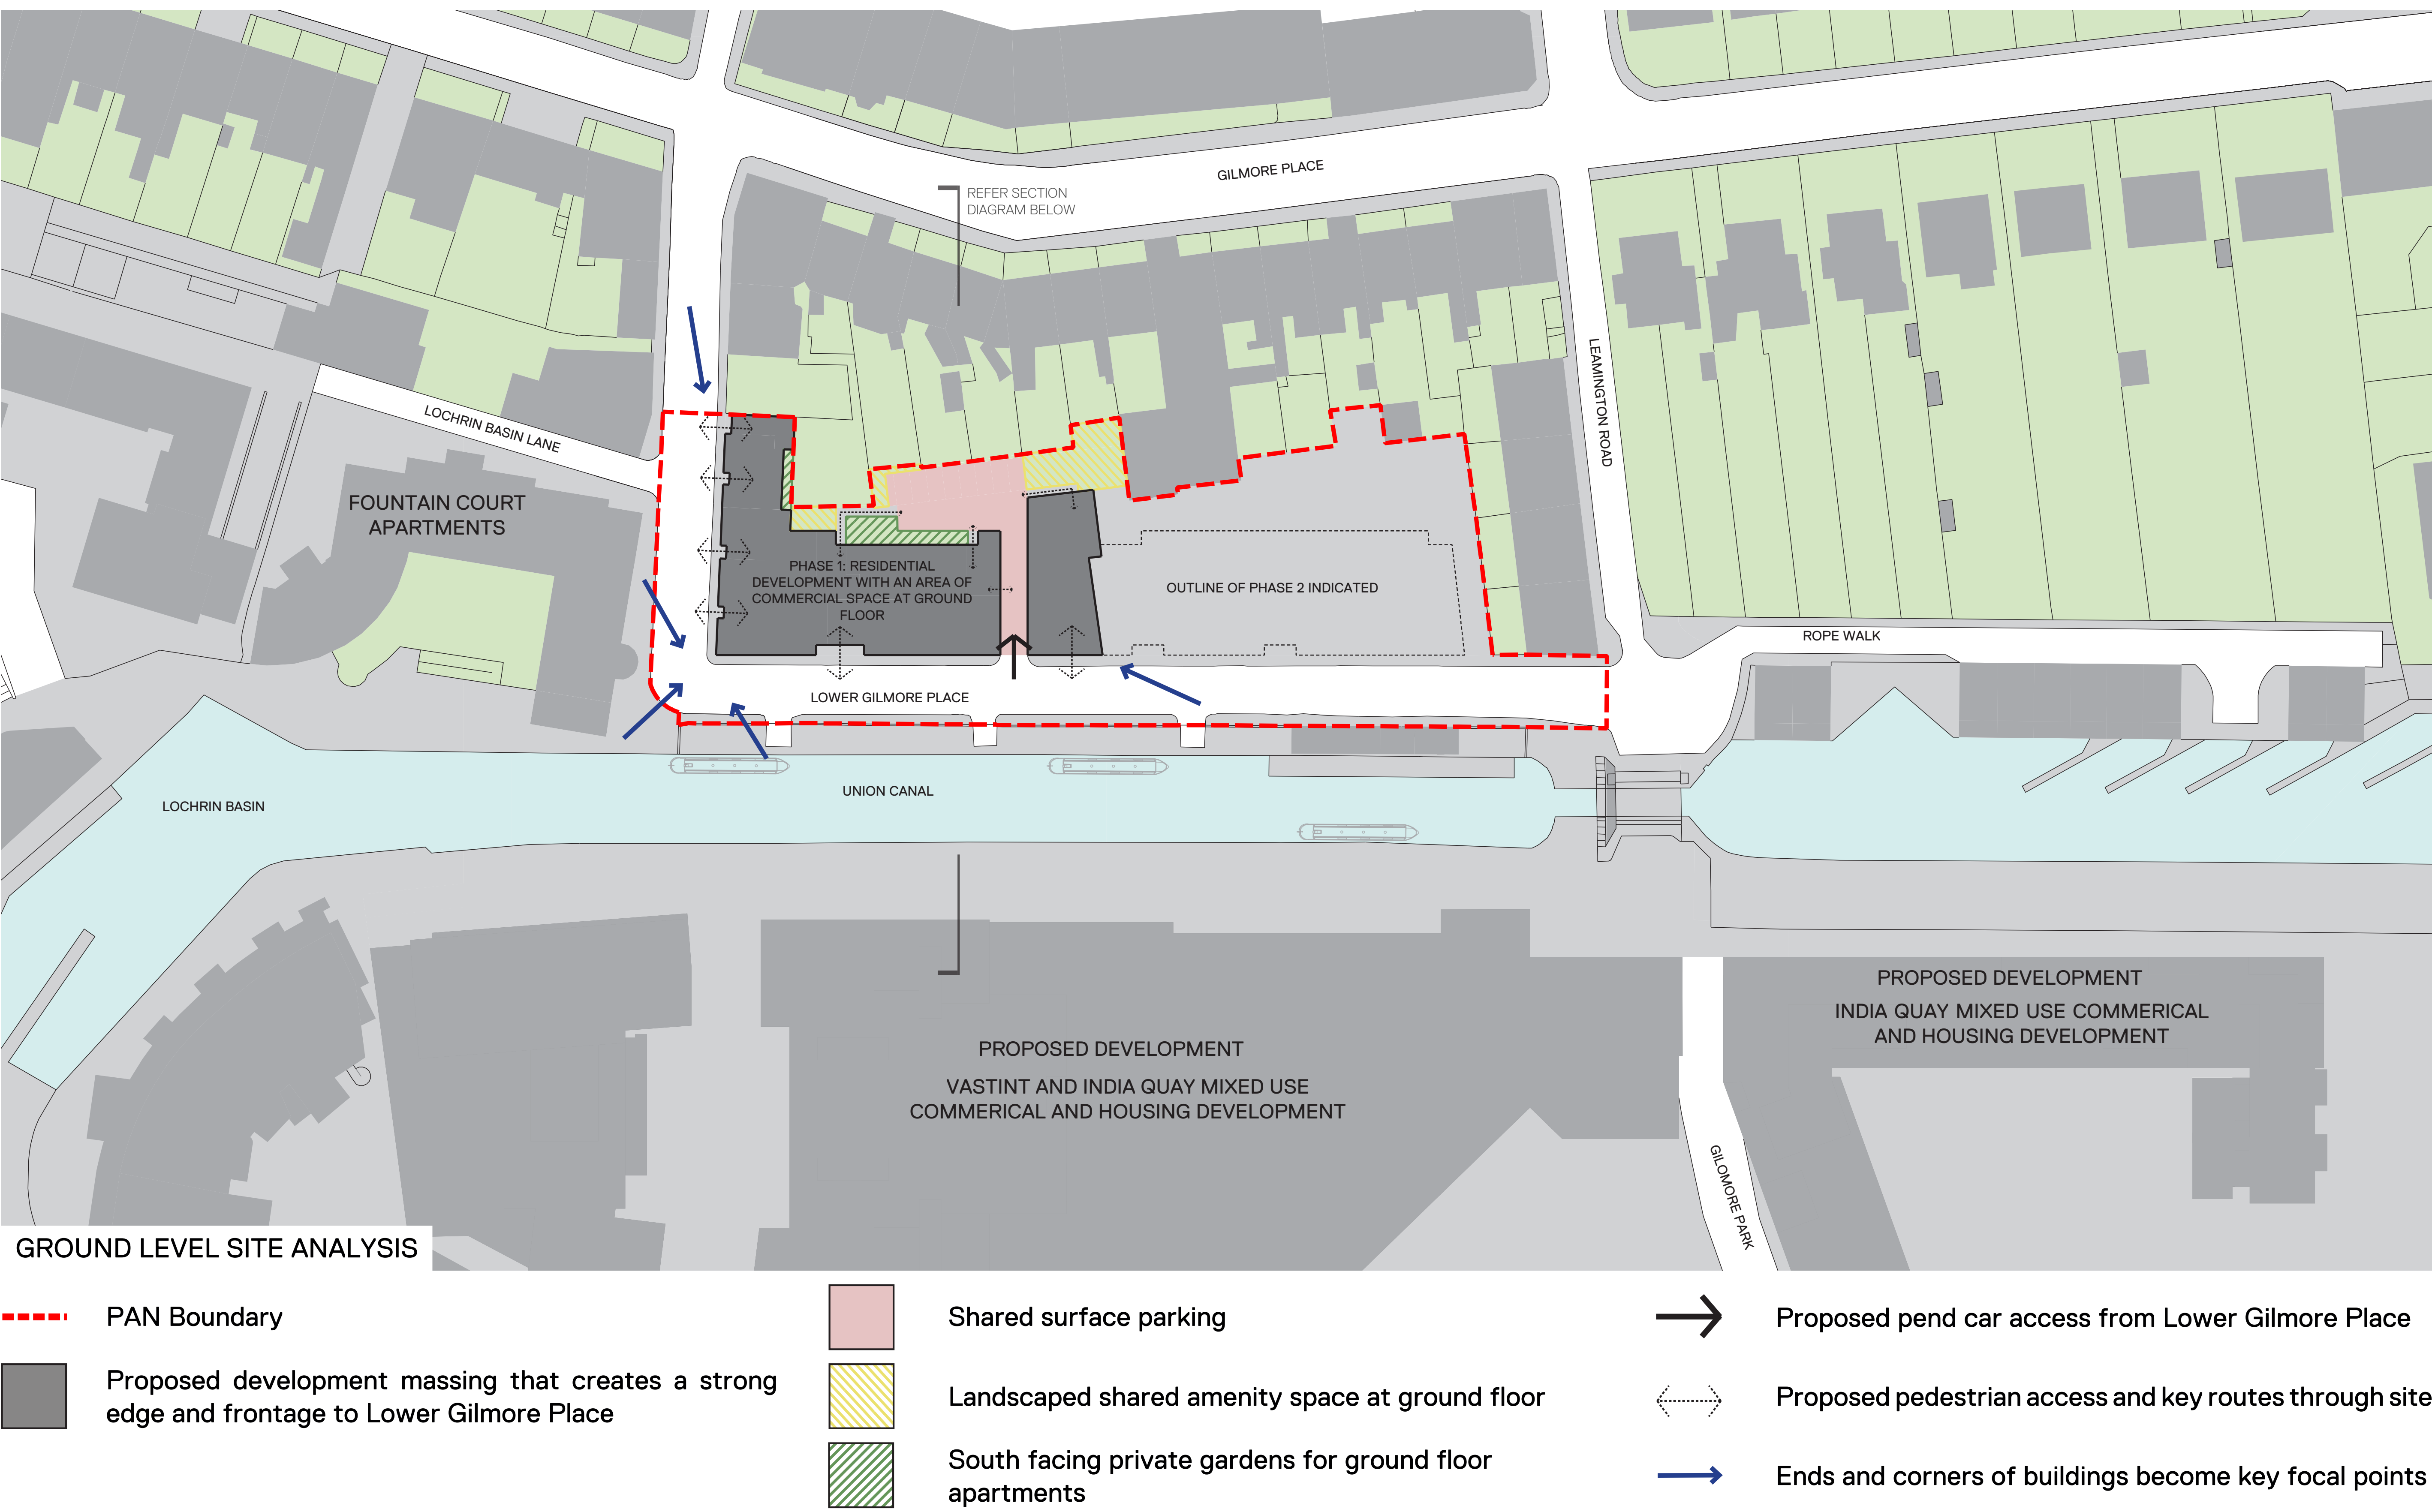 GILMORE PLACE
REFER SECTION
DIAGRAM BELOW
LEAMINGTON ROAD
LOCHRIN BASIN LANE
FOUNTAIN COURT
APARTMENTS
PHASE 1: RESIDENTIAL
DEVELOPMENT WITH AN AREA OF
COMMERCIAL SPACE AT GROUND
FLOOR
OUTLINE OF PHASE 2 INDICATED
ROPE WALK
LOWER GILMORE PLACE
UNION CANAL
LOCHRIN BASIN
PROPOSED DEVELOPMENT
INDIA QUAY MIXED USE COMMERICAL
AND HOUSING DEVELOPMENT
PROPOSED DEVELOPMENT
VASTINT AND INDIA QUAY MIXED USE
COMMERICAL AND HOUSING DEVELOPMENT
GILOMORE PARK
GROUND LEVEL SITE ANALYSIS
PAN Boundary
Proposed development massing that creates a strong
edge and frontage to Lower Gilmore Place
Shared surface parking
Landscaped shared amenity space at ground floor
South facing private gardens for ground floor
apartments
Proposed pend car access from Lower Gilmore Place
Proposed pedestrian access and key routes through site
Ends and corners of buildings become key focal points